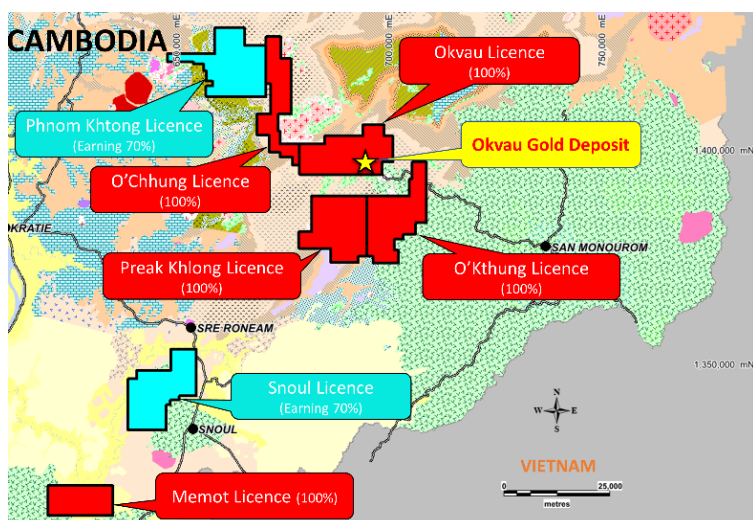 CAMBODIA
650,000 mE
700,000 mE
750,000 mE
Okvau Licence
(100%)
Phnom Khtong Licence
(Earning 70%)
Okvau Gold Deposit
1,400,000 mN
O'Chhung Licence
(100%)
KRATIE
SAN MONOUROM
Preak Khlong Licence
(100%)
O'Kthung Licence
(100%)
SRE RONEAM
1,350,000 mN
Snoul Licence
(Earning 70%)
N
W E
S
SNOUL
VIETNAM
Memot Licence (100%)
0 25,000
metres